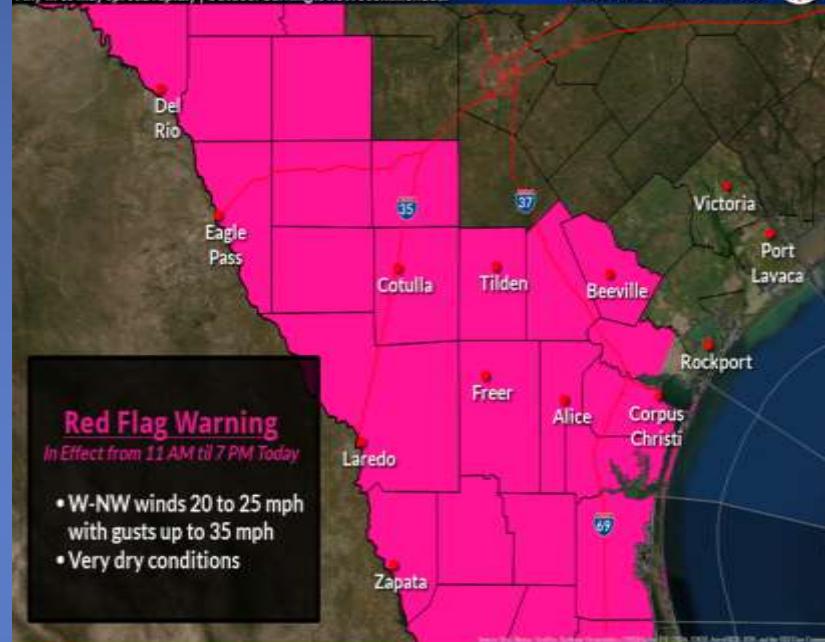 Del
Rio
Eagle
Pass
35
37
Victoria
Port
Lavaca
Cotulla
Tilden
Beeville
Rockport
Freer
Alice
Corpus
Christi
Laredo
Zapata
69
Red Flag Warning
In Effect from 11 AM til 7 PM Today
• W-NW winds 20 to 25 mph
with gusts up to 35 mph
• Very dry conditions